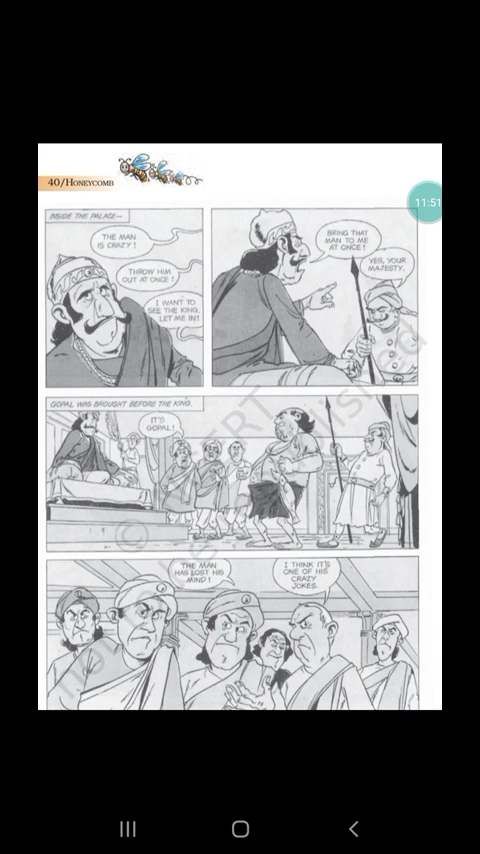 40/HONEYCOMB
11:51
INSIDE THE PALACE—
THE MAN
IS CRAZY!
THROW HIM
OUT AT ONCE!
I WANT TO
SEE THE KING.
LET ME IN!
BRING THAT
MAN TO ME
AT ONCE!
YES, YOUR
MAJESTY.
GOPAL WAS BROUGHT BEFORE THE KING.
IT'S
GOPAL!
THE MAN
HAS LOST HIS
MIND!
I THINK IT'S
ONE OF HIS
CRAZY
JOKES.